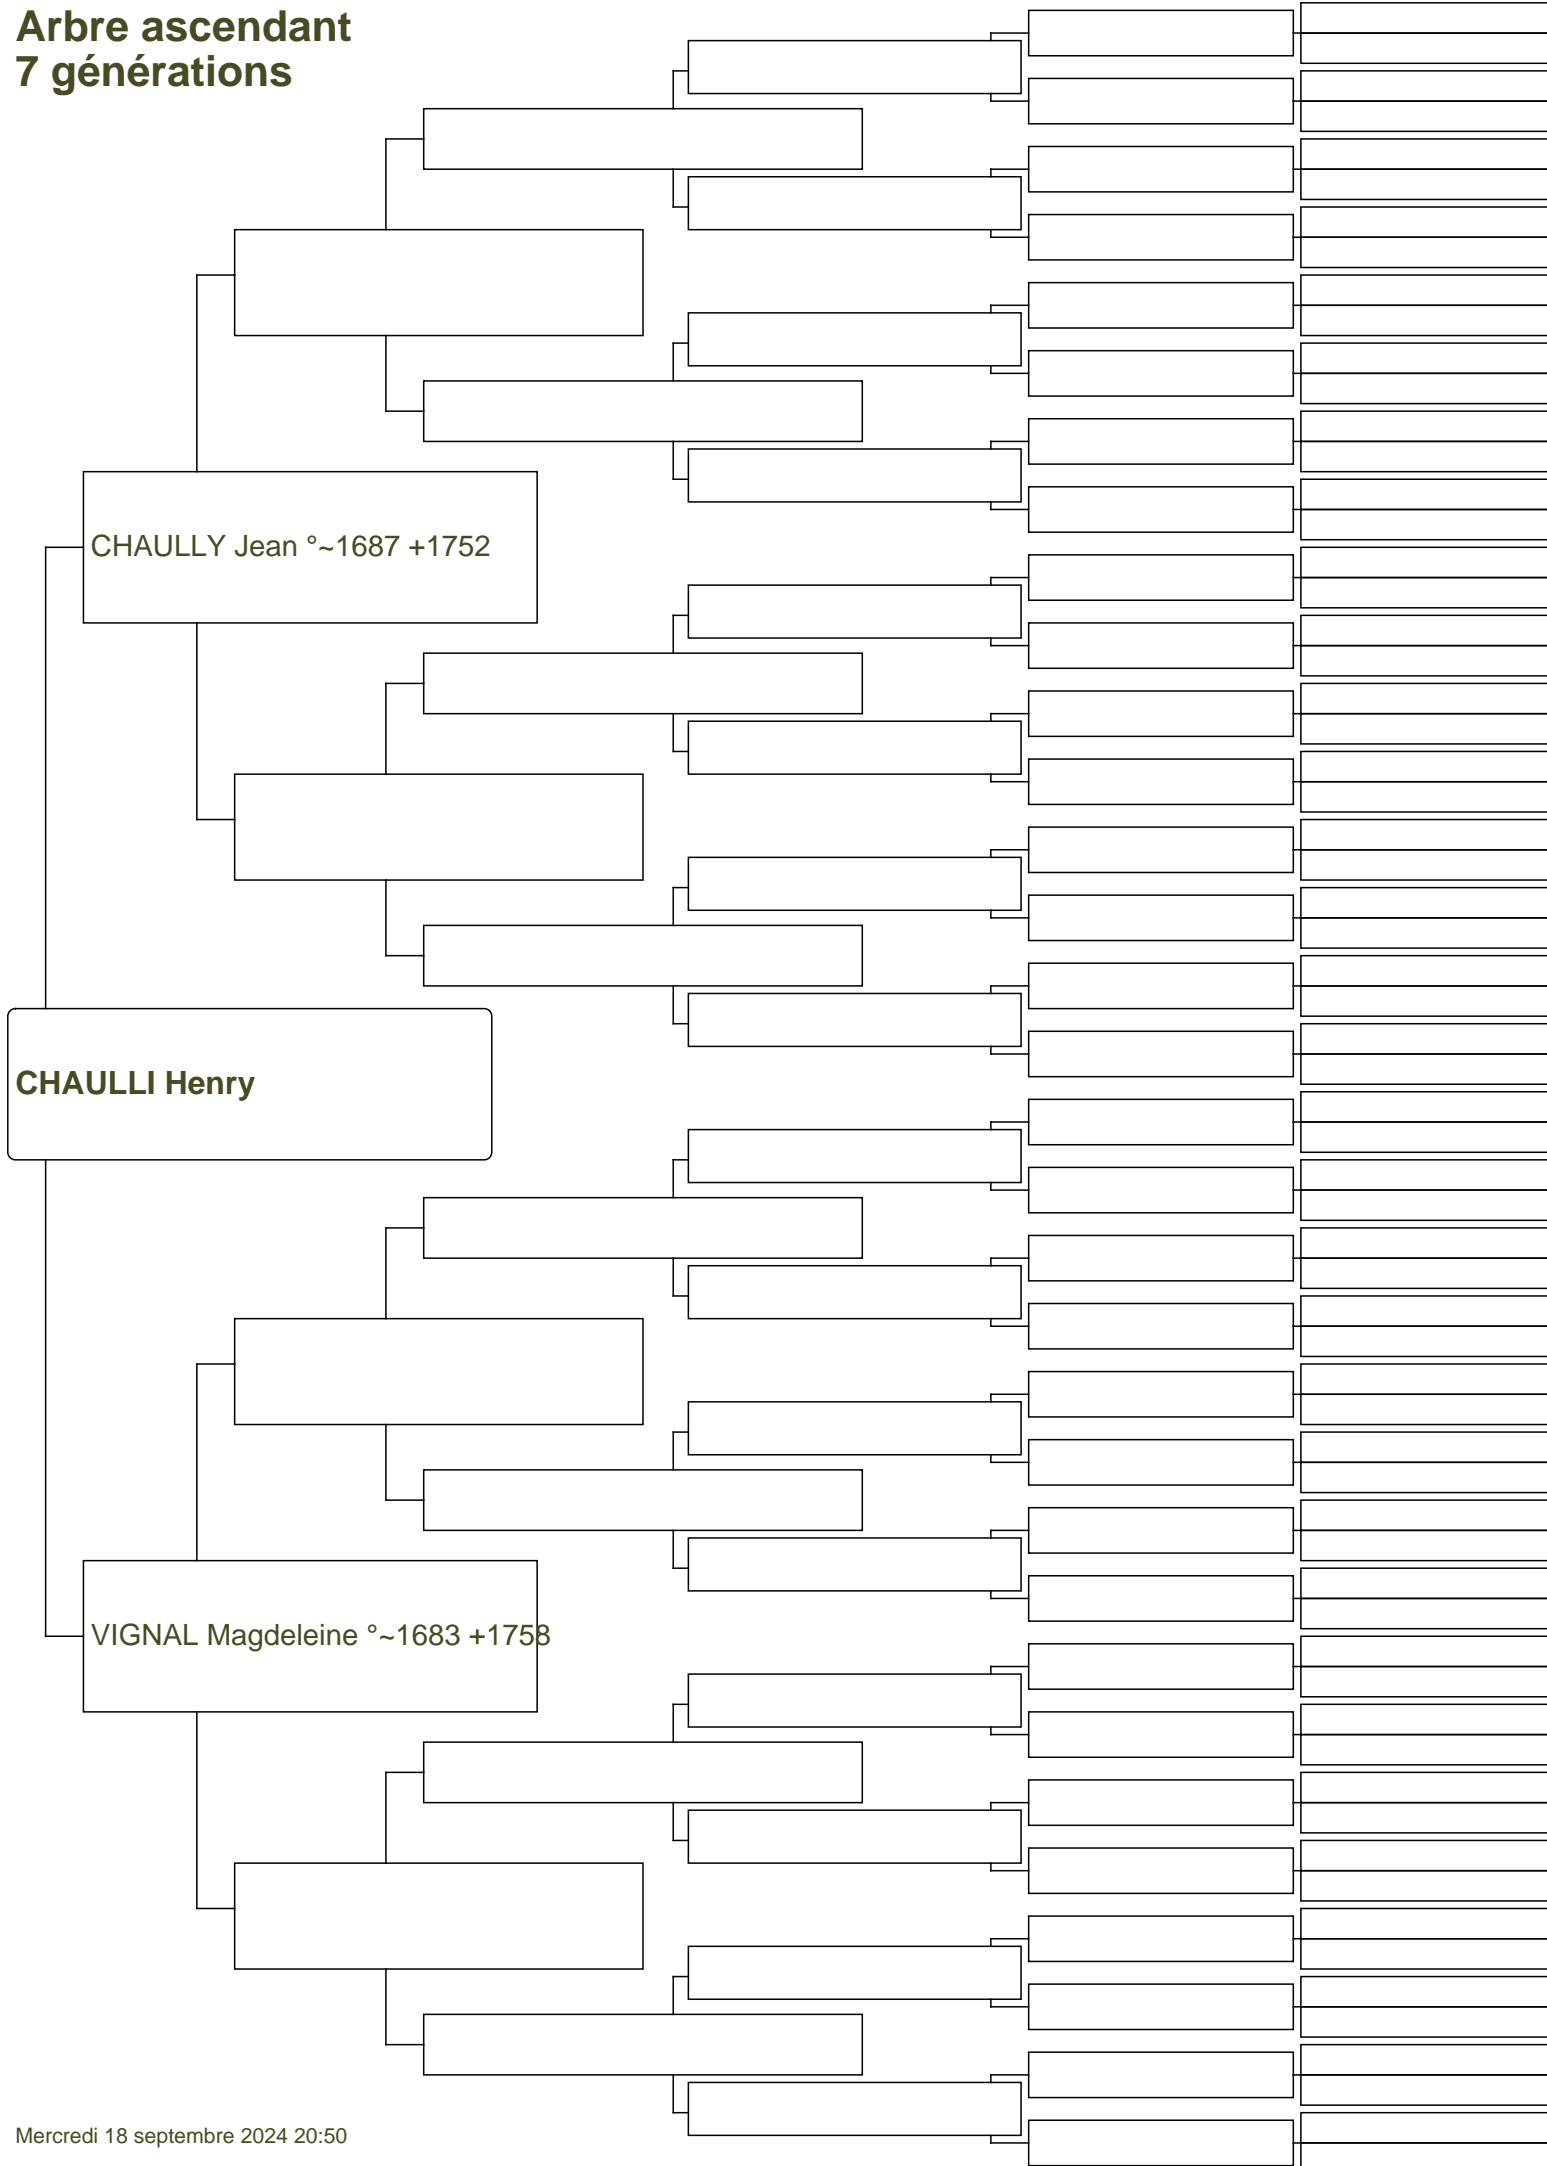 Arbre ascendant
7 générations
CHAULLY Jean °~1687 +1752
CHAULLI Henry
VIGNAL Magdeleine °~1683 +1758
Mercredi 18 septembre 2024 20:50